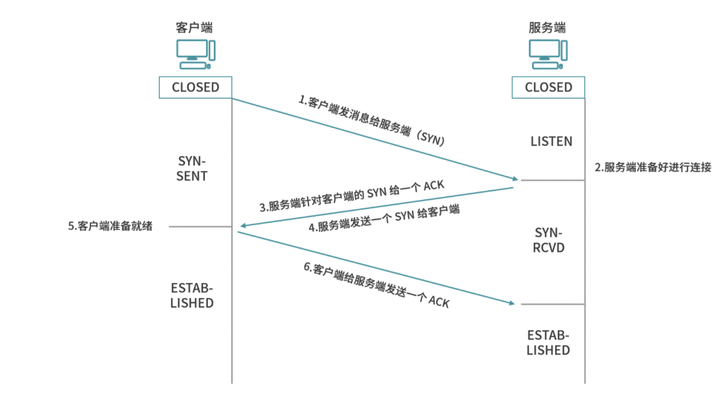 客户端
服务端
CLOSED
CLOSED
1.客户端发消息给服务端（SYN）
LISTEN
2.服务端准备好进行连接
SYN-
SENT
3.服务端针对客户端的 SYN 给一个 ACK
4.服务端发送一个 SYN 给客户端
5.客户端准备就绪
SYN-
RCVD
6.客户端给服务端发送一个 ACK
ESTAB-
LISHED
ESTAB-
LISHED